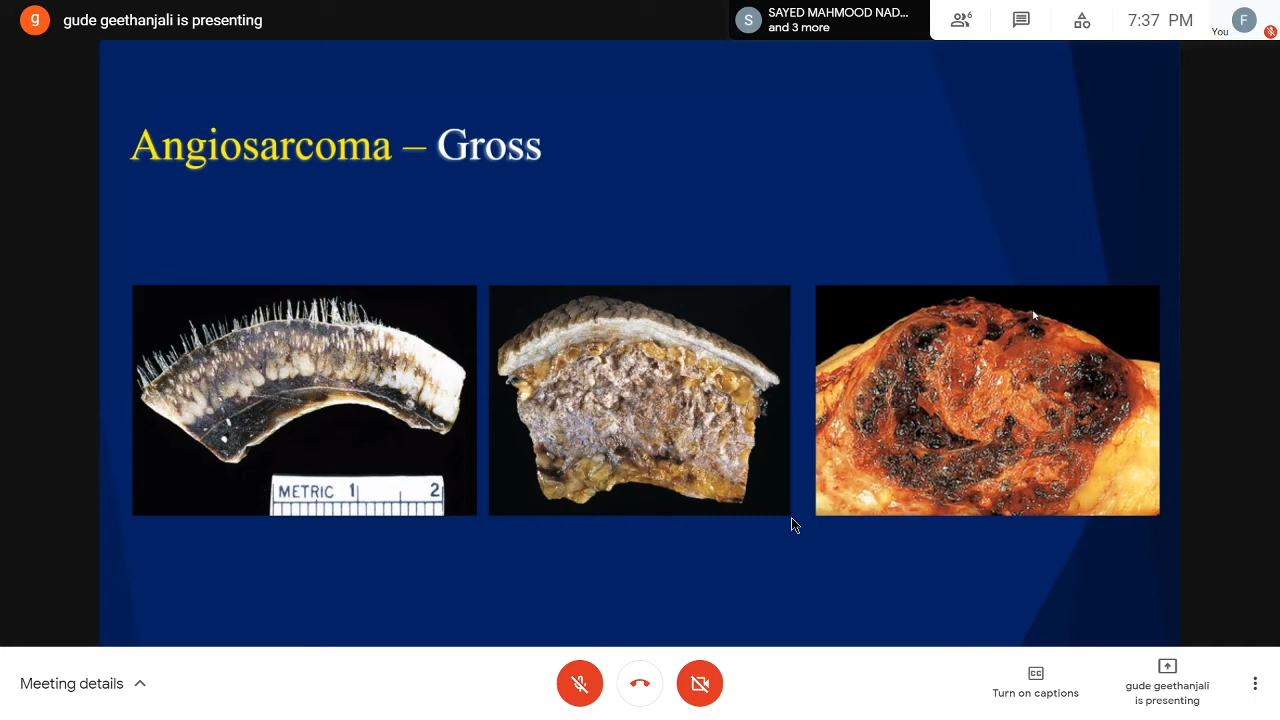 g
gude geethanjali is presenting
S
SAYED MAHMOOD NAD...
and 3 more
6
7:37 PM
You
F
Angiosarcoma – Gross
METRIC 1 2
Meeting details
CC
Turn on captions
gude geethanjali
is presenting